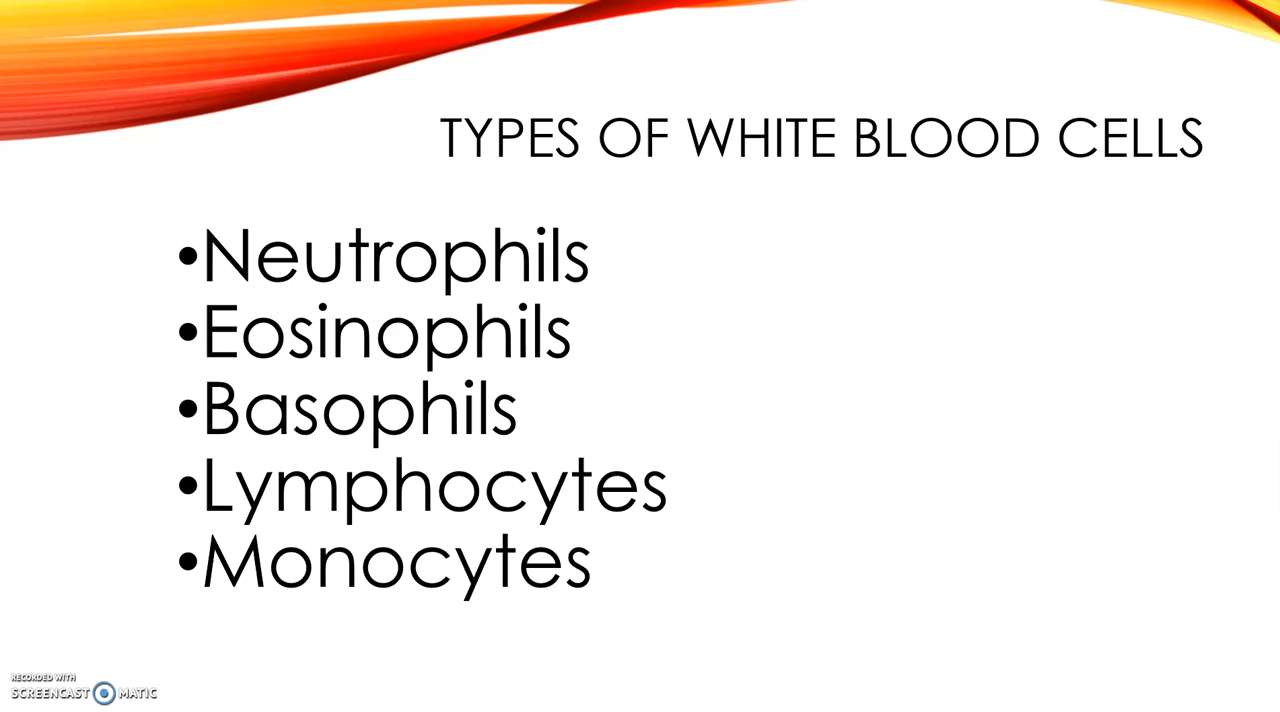 TYPES OF WHITE BLOOD CELLS
•Neutrophils
•Eosinophils
•Basophils
•Lymphocytes
•Monocytes
RECORDED WITH
SCREENCAST MATIC